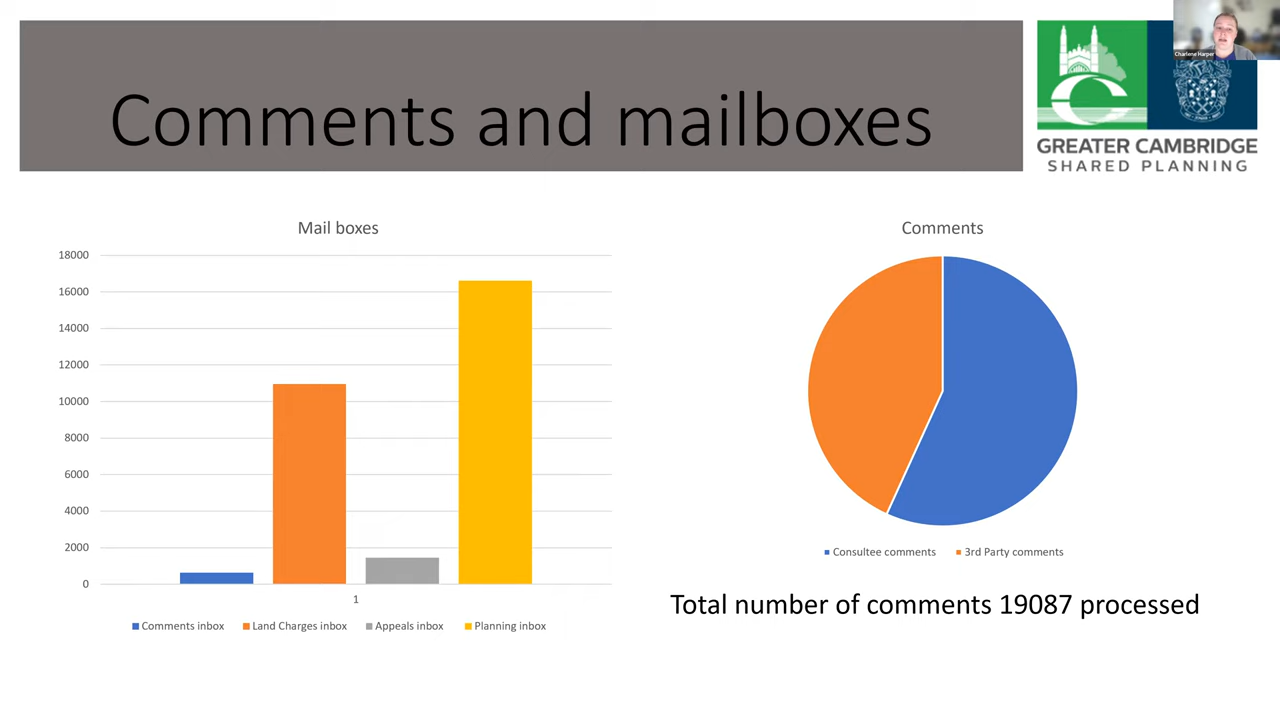 Comments and mailboxes
Charlene Harper
GREATER CAMBRIDGE
SHARED PLANNING
Mail boxes
18000
16000
14000
12000
10000
8000
6000
4000
2000
0
1
Comments inbox Land Charges inbox Appeals inbox Planning inbox
Comments
Consultee comments 3rd Party comments
Total number of comments 19087 processed